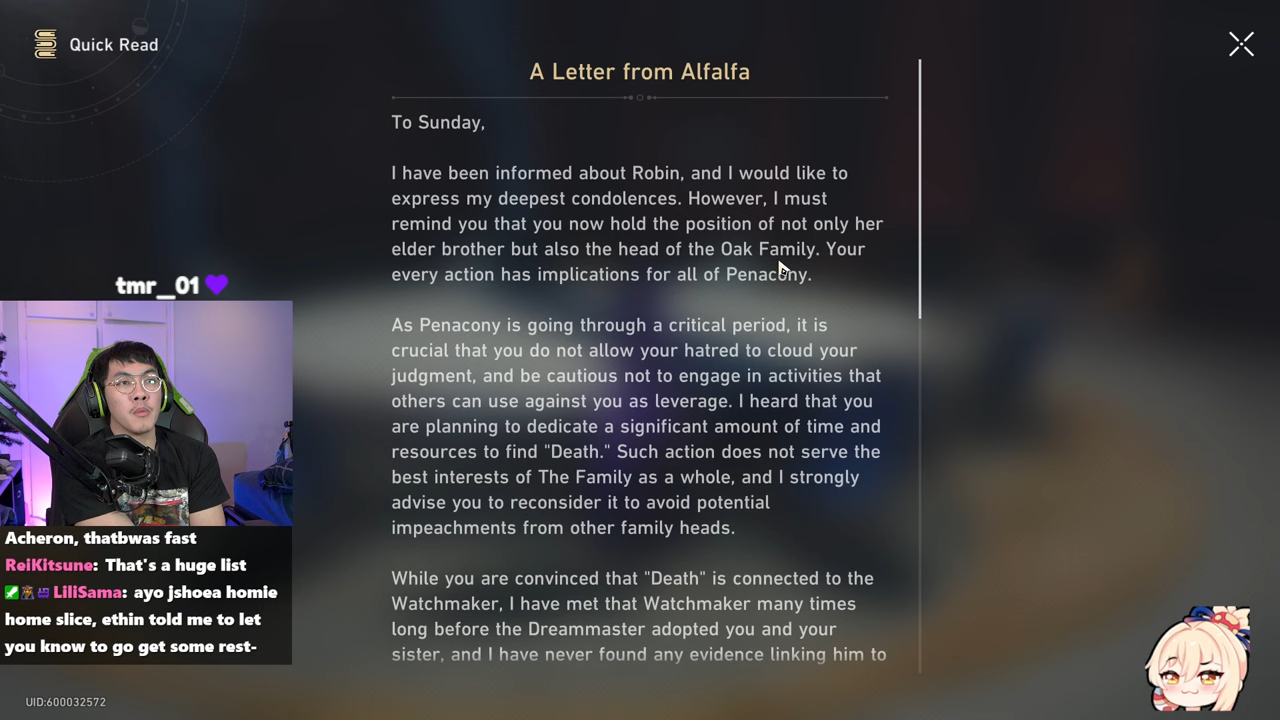 Quick Read
A Letter from Alfalfa
To Sunday,
I have been informed about Robin, and I would like to
express my deepest condolences. However, I must
remind you that you now hold the position of not only her
elder brother but also the head of the Oak Family. Your
every action has implications for all of Penacony.
As Penacony is going through a critical period, it is
crucial that you do not allow your hatred to cloud your
judgment, and be cautious not to engage in activities that
others can use against you as leverage. I heard that you
are planning to dedicate a significant amount of time and
resources to find "Death." Such action does not serve the
best interests of The Family as a whole, and I strongly
advise you to reconsider it to avoid potential
impeachments from other family heads.
While you are convinced that "Death" is connected to the
Watchmaker, I have met that Watchmaker many times
long before the Dreammaster adopted you and your
sister, and I have never found any evidence linking him to
tmr__01
Acheron, thatbwas fast
ReiKitsune: That's a huge list
LiliSama: ayo jshoea homie
home slice, ethin told me to let
you know to go get some rest-
UID:600032572